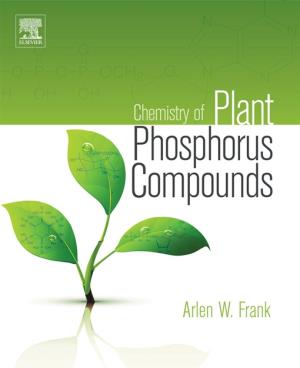 ELSEVIER
Chemistry of Plant
Phosphorus
Compounds
Arlen W. Frank